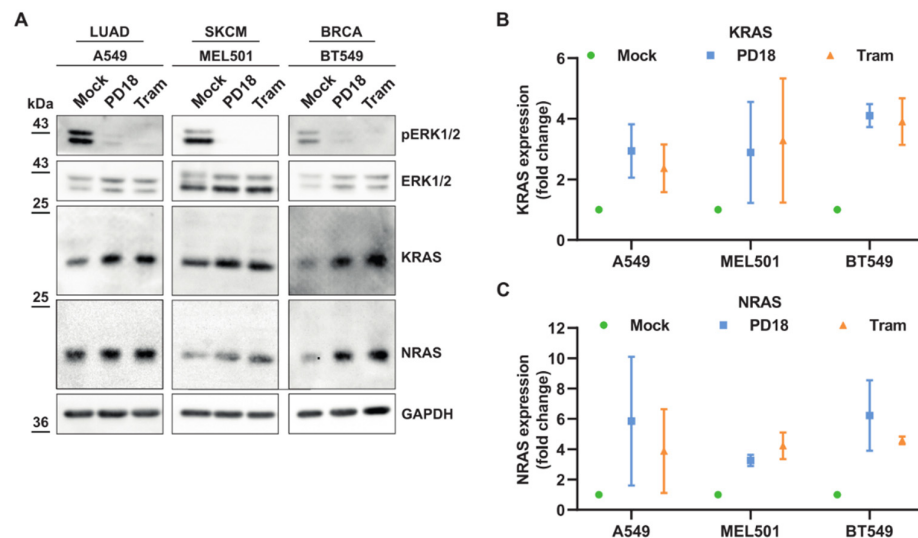 A
LUAD SKCM BRCA
A549 MEL501 BT549
Mock PD18 Tram Mock PD18 Tram Mock PD18 Tram
kDa
43
pERK1/2
43
ERK1/2
25
KRAS
25
NRAS
GAPDH
36
B
KRAS
Mock PD18 Tram
KRAS expression
(fold change)
6
4
2
0
A549 MEL501 BT549
C
NRAS
Mock PD18 Tram
NRAS expression
(fold change)
12
10
8
6
4
2
0
A549 MEL501 BT549